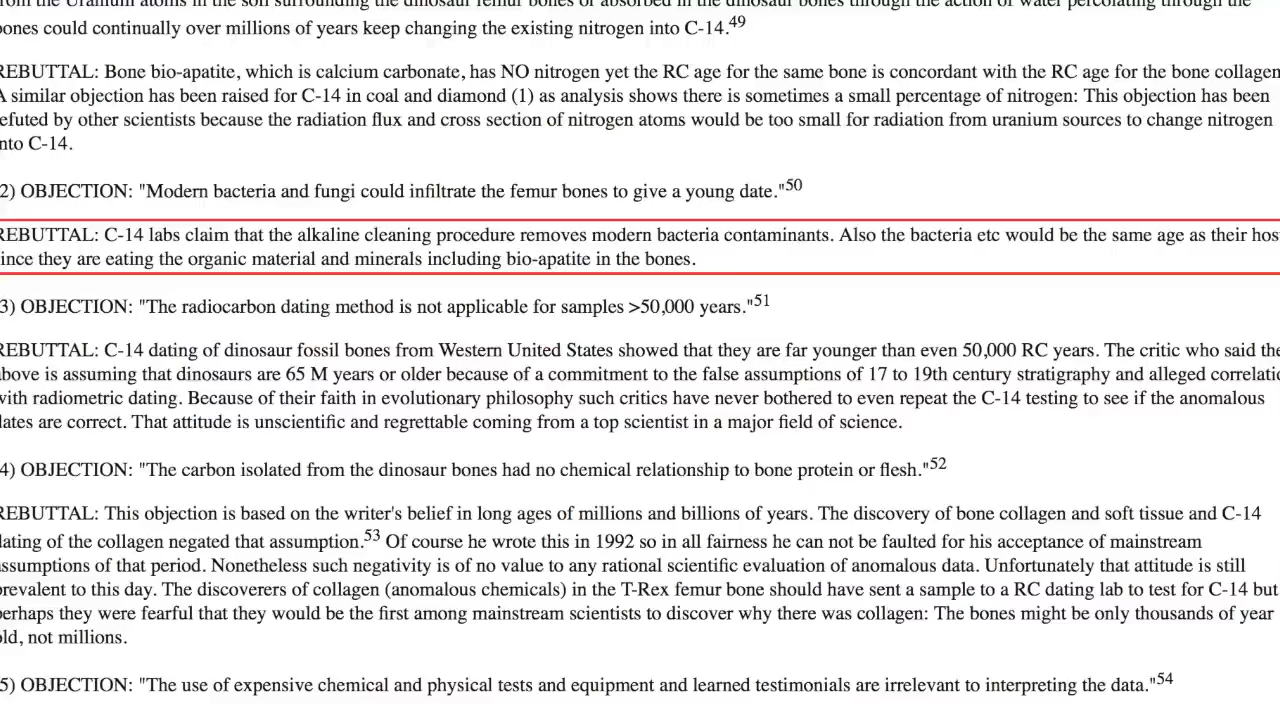 from the Uranium atoms in the soil surrounding the dinosaur femur bones or absorbed in the dinosaur bones through the action of water percolating through the
bones could continually over millions of years keep changing the existing nitrogen into C-14.49
REBUTTAL: Bone bio-apatite, which is calcium carbonate, has NO nitrogen yet the RC age for the same bone is concordant with the RC age for the bone collagen
A similar objection has been raised for C-14 in coal and diamond (1) as analysis shows there is sometimes a small percentage of nitrogen: This objection has been
efuted by other scientists because the radiation flux and cross section of nitrogen atoms would be too small for radiation from uranium sources to change nitrogen
nto C-14.
2) OBJECTION: "Modern bacteria and fungi could infiltrate the femur bones to give a young date."50
REBUTTAL: C-14 labs claim that the alkaline cleaning procedure removes modern bacteria contaminants. Also the bacteria etc would be the same age as their hos
ince they are eating the organic material and minerals including bio-apatite in the bones.
3) OBJECTION: "The radiocarbon dating method is not applicable for samples >50,000 years."51
REBUTTAL: C-14 dating of dinosaur fossil bones from Western United States showed that they are far younger than even 50,000 RC years. The critic who said the
above is assuming that dinosaurs are 65 M years or older because of a commitment to the false assumptions of 17 to 19th century stratigraphy and alleged correlatio
with radiometric dating. Because of their faith in evolutionary philosophy such critics have never bothered to even repeat the C-14 testing to see if the anomalous
dates are correct. That attitude is unscientific and regrettable coming from a top scientist in a major field of science.
4) OBJECTION: "The carbon isolated from the dinosaur bones had no chemical relationship to bone protein or flesh."52
REBUTTAL: This objection is based on the writer's belief in long ages of millions and billions of years. The discovery of bone collagen and soft tissue and C-14
dating of the collagen negated that assumption.53 Of course he wrote this in 1992 so in all fairness he can not be faulted for his acceptance of mainstream
assumptions of that period. Nonetheless such negativity is of no value to any rational scientific evaluation of anomalous data. Unfortunately that attitude is still
prevalent to this day. The discoverers of collagen (anomalous chemicals) in the T-Rex femur bone should have sent a sample to a RC dating lab to test for C-14 but
perhaps they were fearful that they would be the first among mainstream scientists to discover why there was collagen: The bones might be only thousands of year
old, not millions.
5) OBJECTION: "The use of expensive chemical and physical tests and equipment and learned testimonials are irrelevant to interpreting the data."54